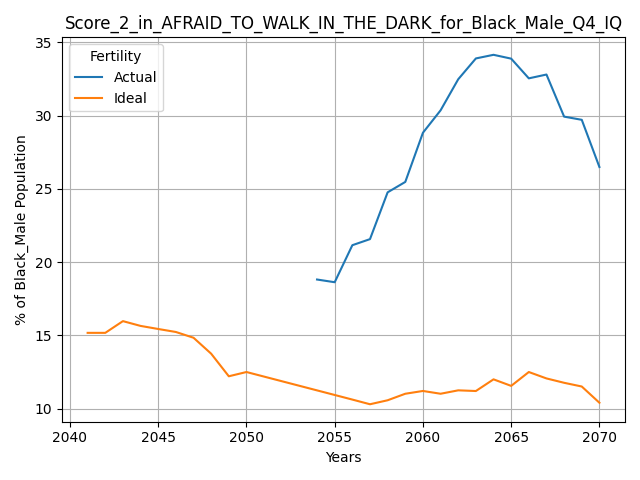 Score_2_in_AFRAID_TO_WALK_IN_THE_DARK_for_Black_Male_Q4_IQ
Fertility
Actual
Ideal
% of Black_Male Population
35
30
25
20
15
10
2040 2045 2050 2055 2060 2065 2070
Years